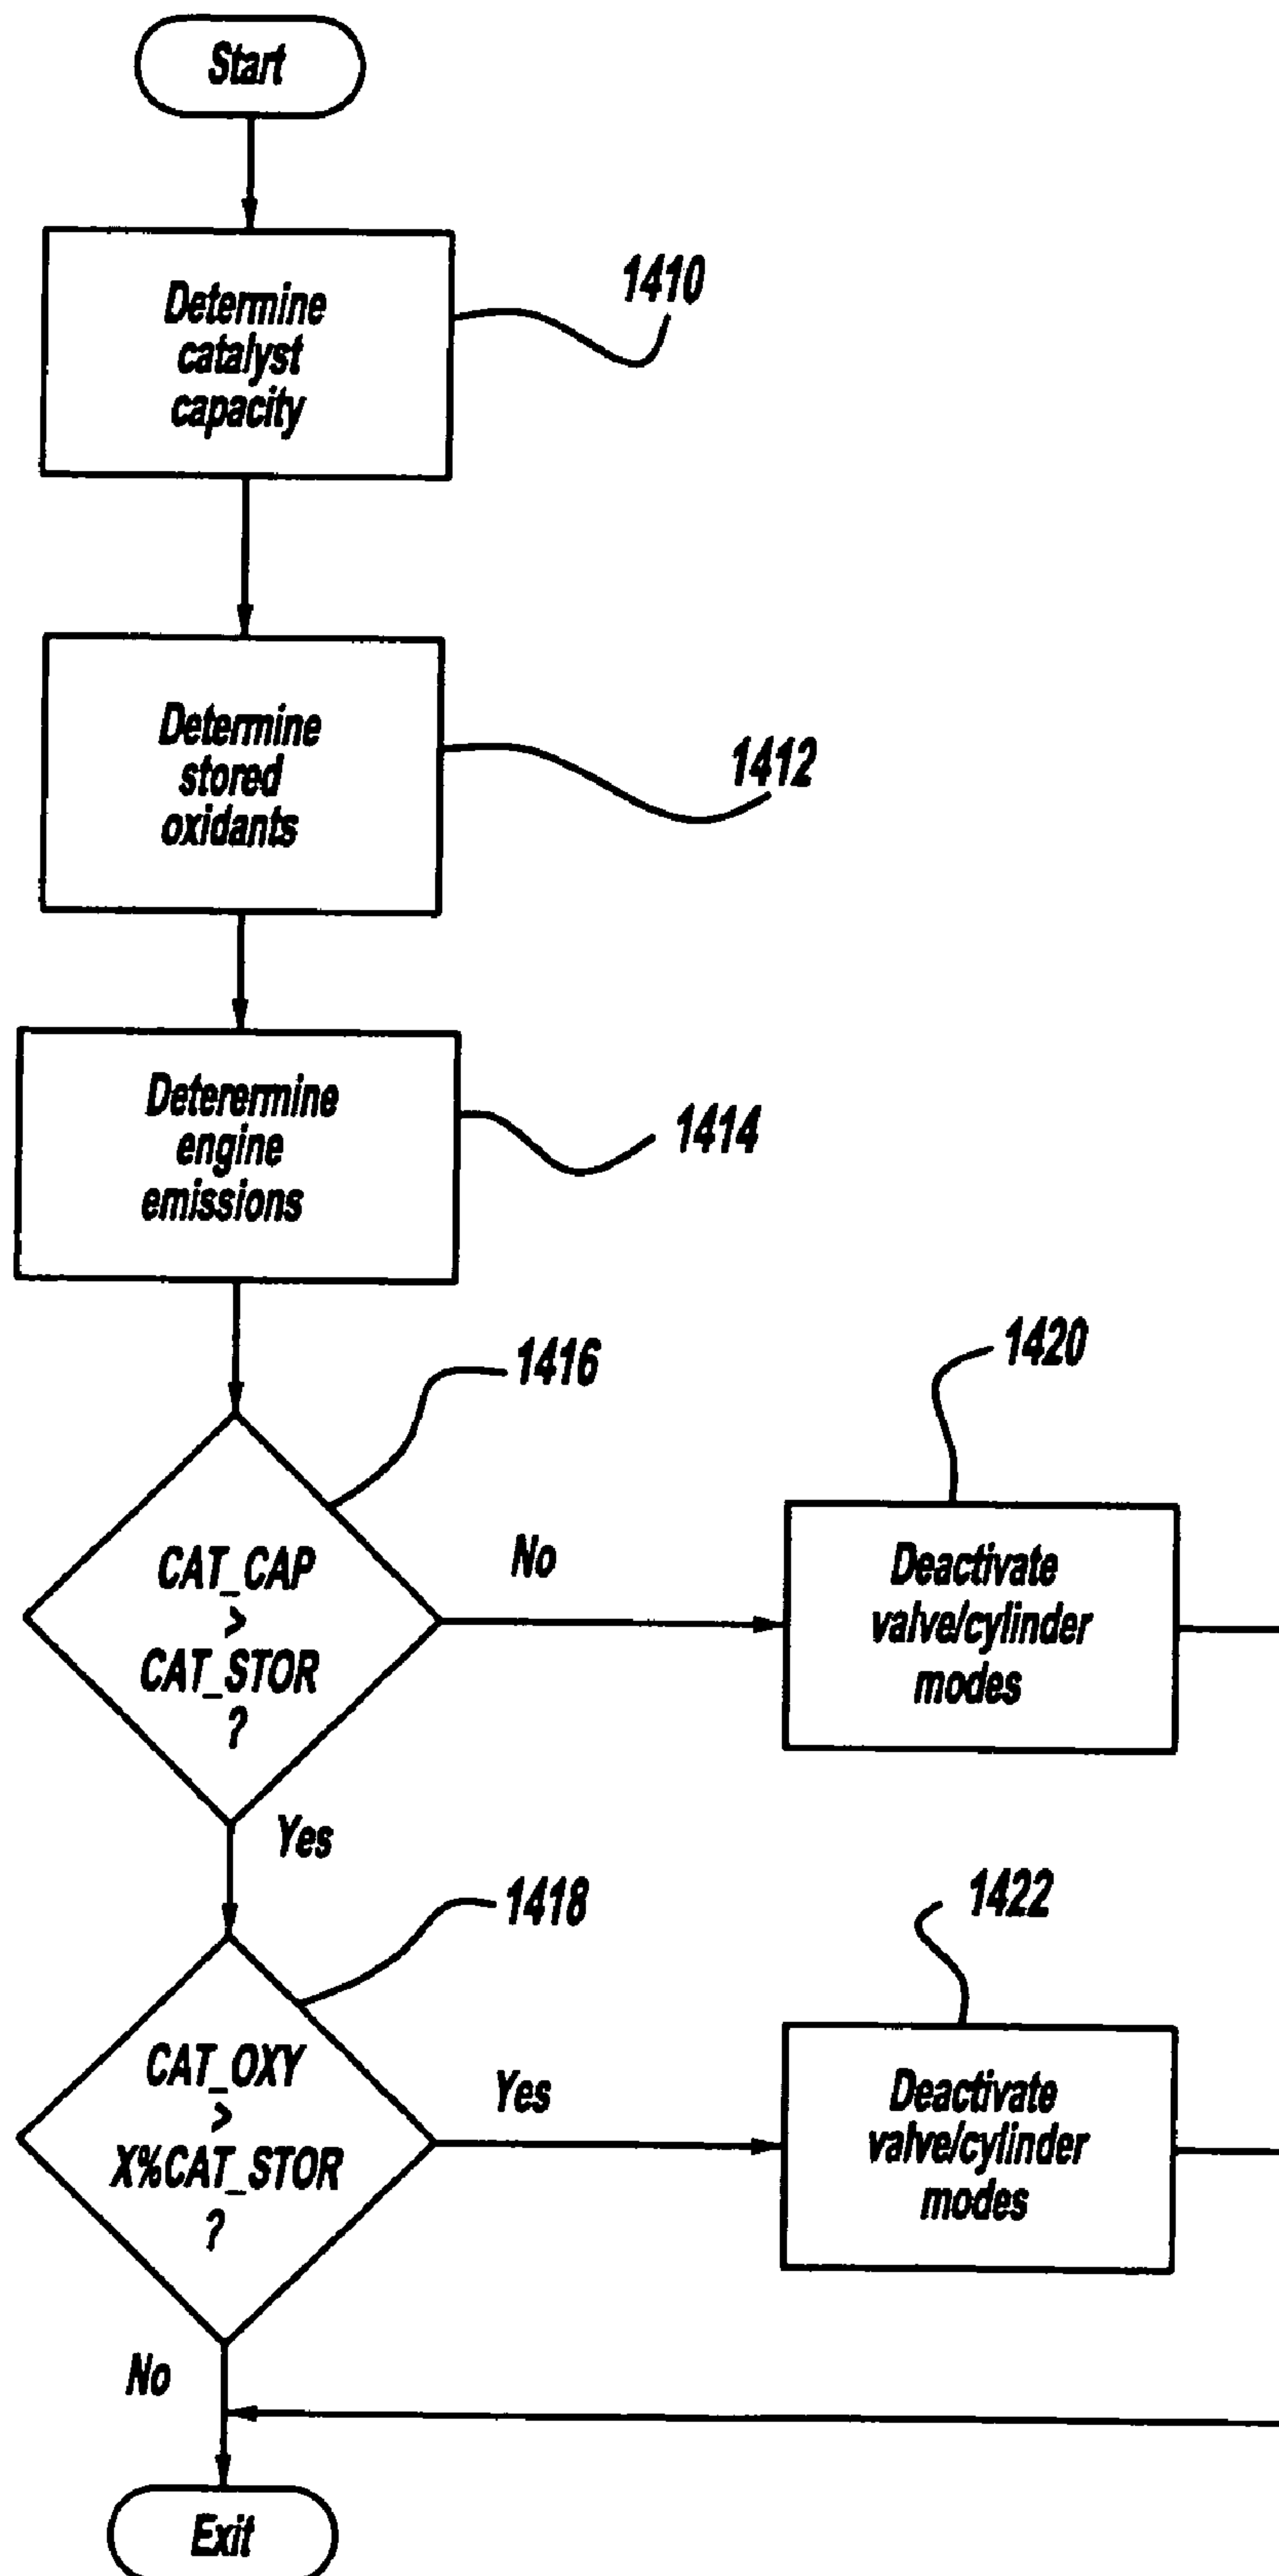 Start
1410
Determine
catalyst
capacity
1412
Determine
stored
oxidants
1414
Deterermine
engine
emissions
1416
CAT_CAP
>
CAT_STOR
?
No
1420
Deactivate
valve/cylinder
modes
Yes
1418
CAT_OXY
>
X%CAT_STOR
?
Yes
1422
Deactivate
valve/cylinder
modes
No
Exit